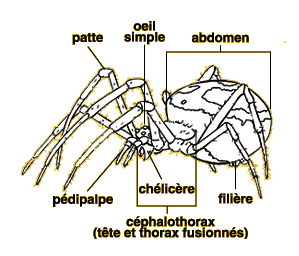 patte
oeil
simple
abdomen
pédipalpe
chélicère
filière
céphalothorax
(tête et thorax fusionnés)